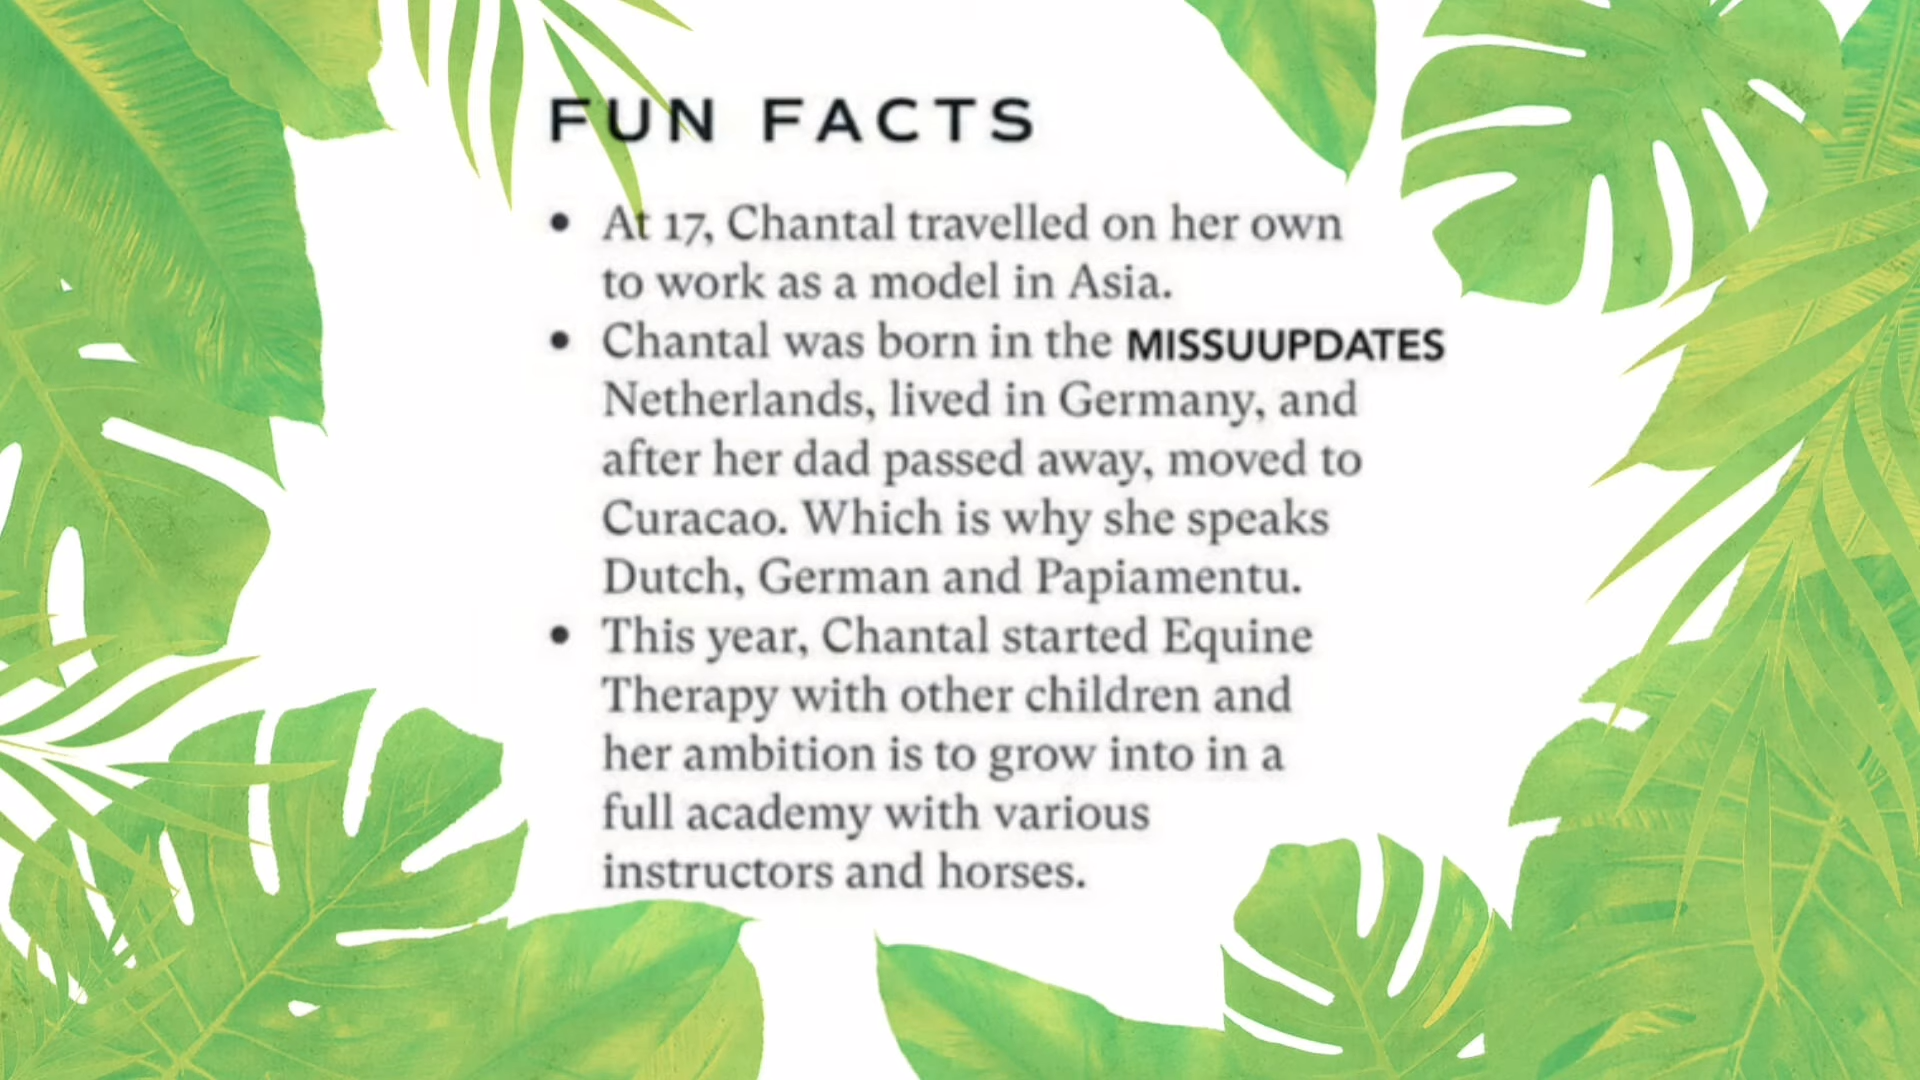 FUN FACTS
• At 17, Chantal travelled on her own
to work as a model in Asia.
• Chantal was born in the MISSUUPDATES
Netherlands, lived in Germany, and
after her dad passed away, moved to
Curacao. Which is why she speaks
Dutch, German and Papiamentu.
• This year, Chantal started Equine
Therapy with other children and
her ambition is to grow into in a
full academy with various
instructors and horses.